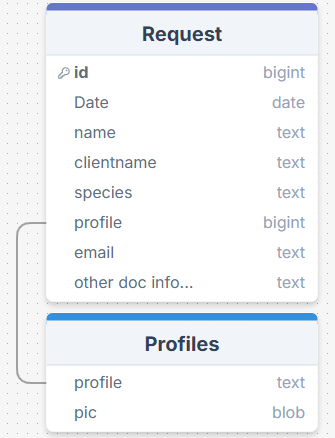 Request
id bigint
Date date
name text
clientname text
species text
profile bigint
email text
other doc info... text
Profiles
profile text
pic blob